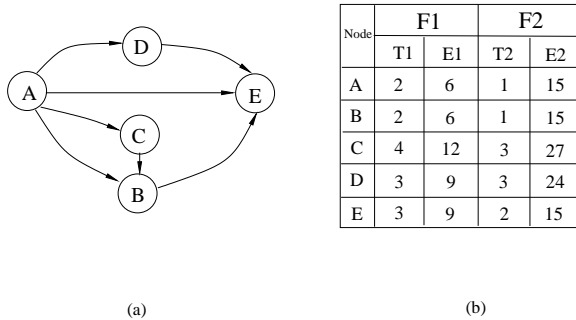 D
A
E
C
B
(a)
Node F1 F2
T1 E1 T2 E2
A 2 6 1 15
B 2 6 1 15
C 4 12 3 27
D 3 9 3 24
E 3 9 2 15
(b)